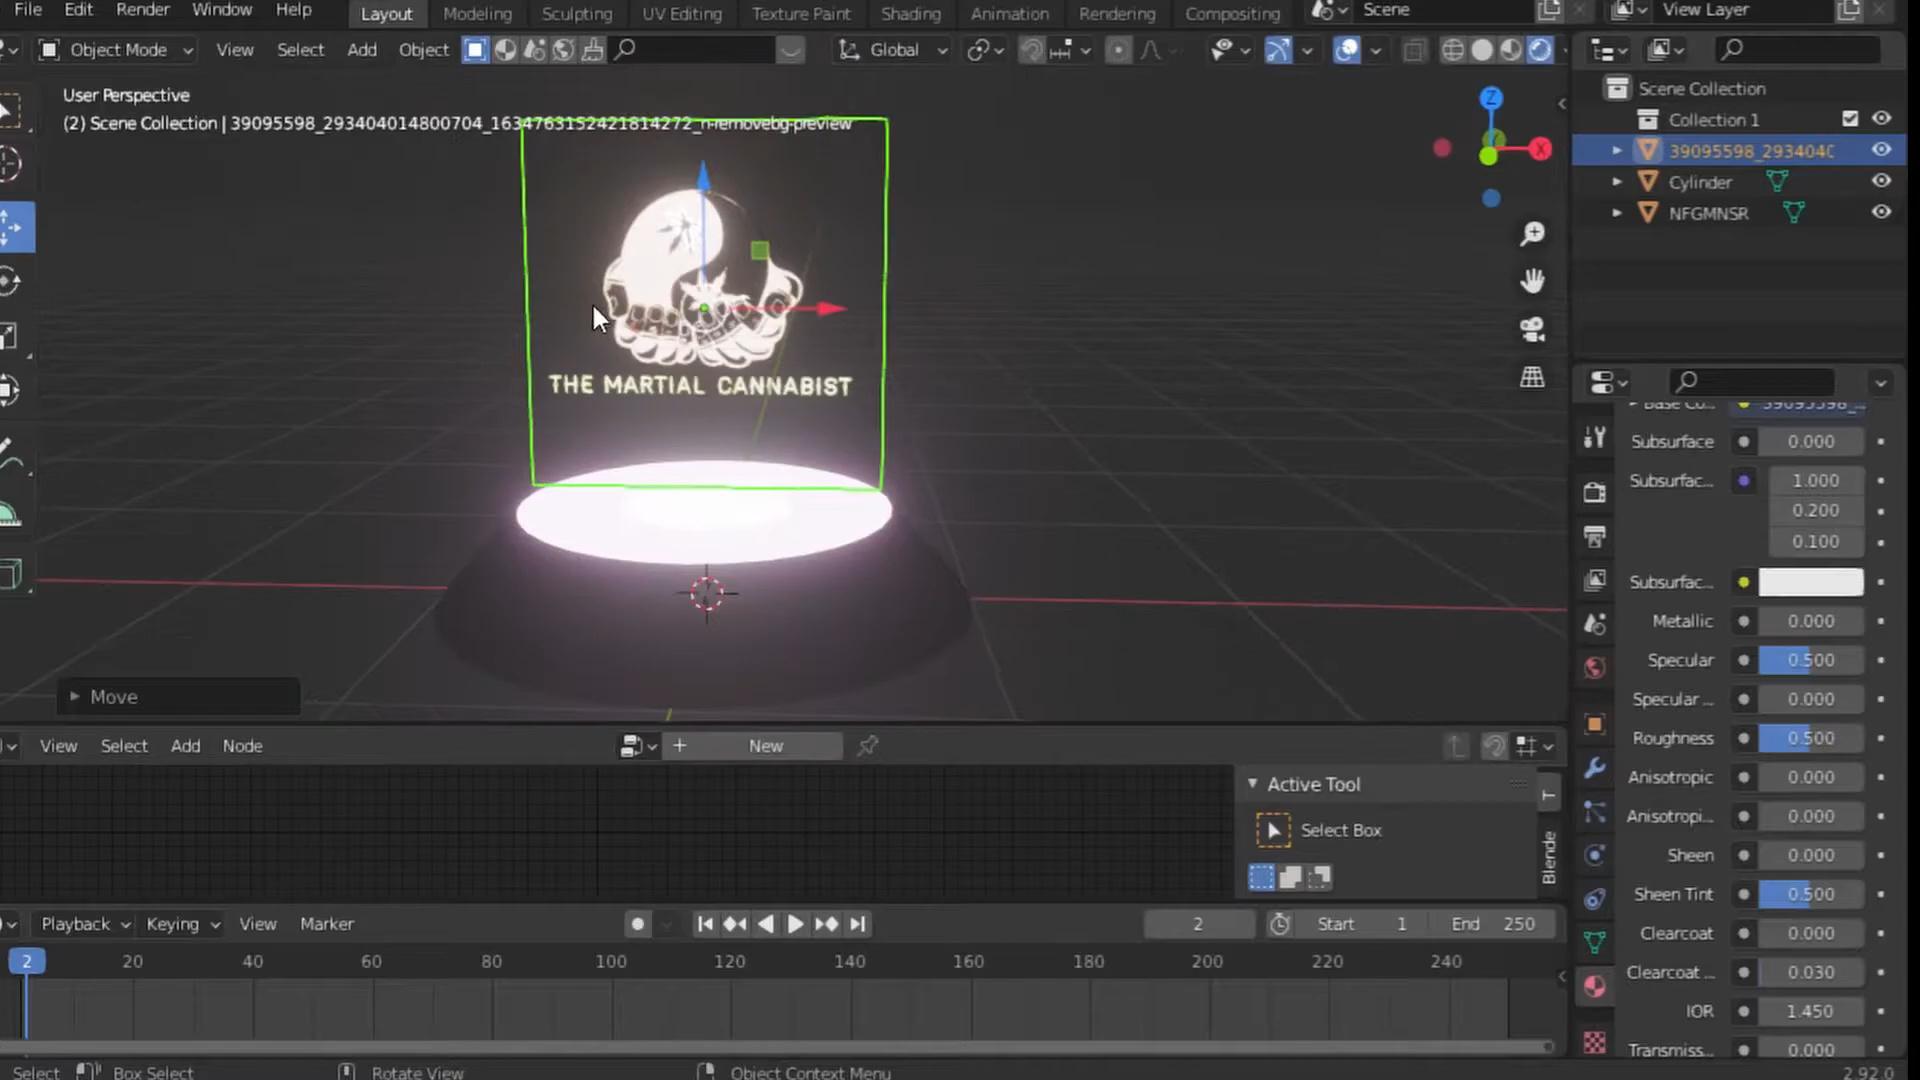 File Edit Render Window Help Layout Modeling Sculpting UV Editing Texture Paint Shading Animation Rendering Compositing Scene View Layer
Object Mode View Select Add Object Global
User Perspective
(2) Scene Collection | 39095598_293404014800704_1634763152421814272_n-removebg-preview
Z
X
THE MARTIAL CANNABIST
Move
Scene Collection
Collection 1
39095598_293404C
Cylinder
NFGMNSR
Base Co... 39095598_...
Subsurface 0.000
Subsurfac... 1.000
0.200
0.100
Subsurfac...
Metallic 0.000
Specular 0.500
Specular ... 0.000
Roughness 0.500
Anisotropic 0.000
Anisotropi... 0.000
Sheen 0.000
Sheen Tint 0.500
Clearcoat 0.000
Clearcoat ... 0.030
IOR 1.450
Transmiss... 0.000
View Select Add Node + New
Active Tool
Select Box
T
Blende
Playback Keying View Marker 2 Start 1 End 250
2 20 40 60 80 100 120 140 160 180 200 220 240
Select Box Select Rotate View Object Context Menu 2.92.0